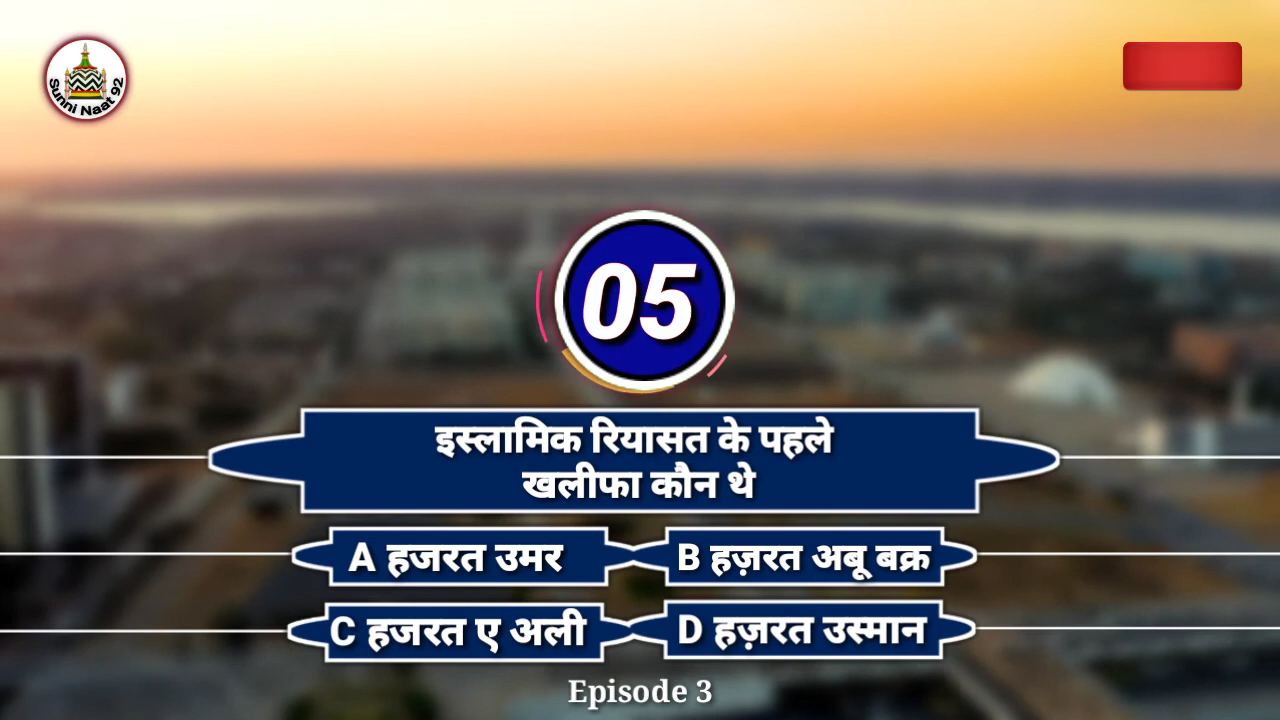 Sunni Naat 92
05
इस्लामिक रियासत के पहले
खलीफा कौन थे
A हजरत उमर
B हज़रत अबू बक्र
C हजरत ए अली
D हज़रत उस्मान
Episode 3